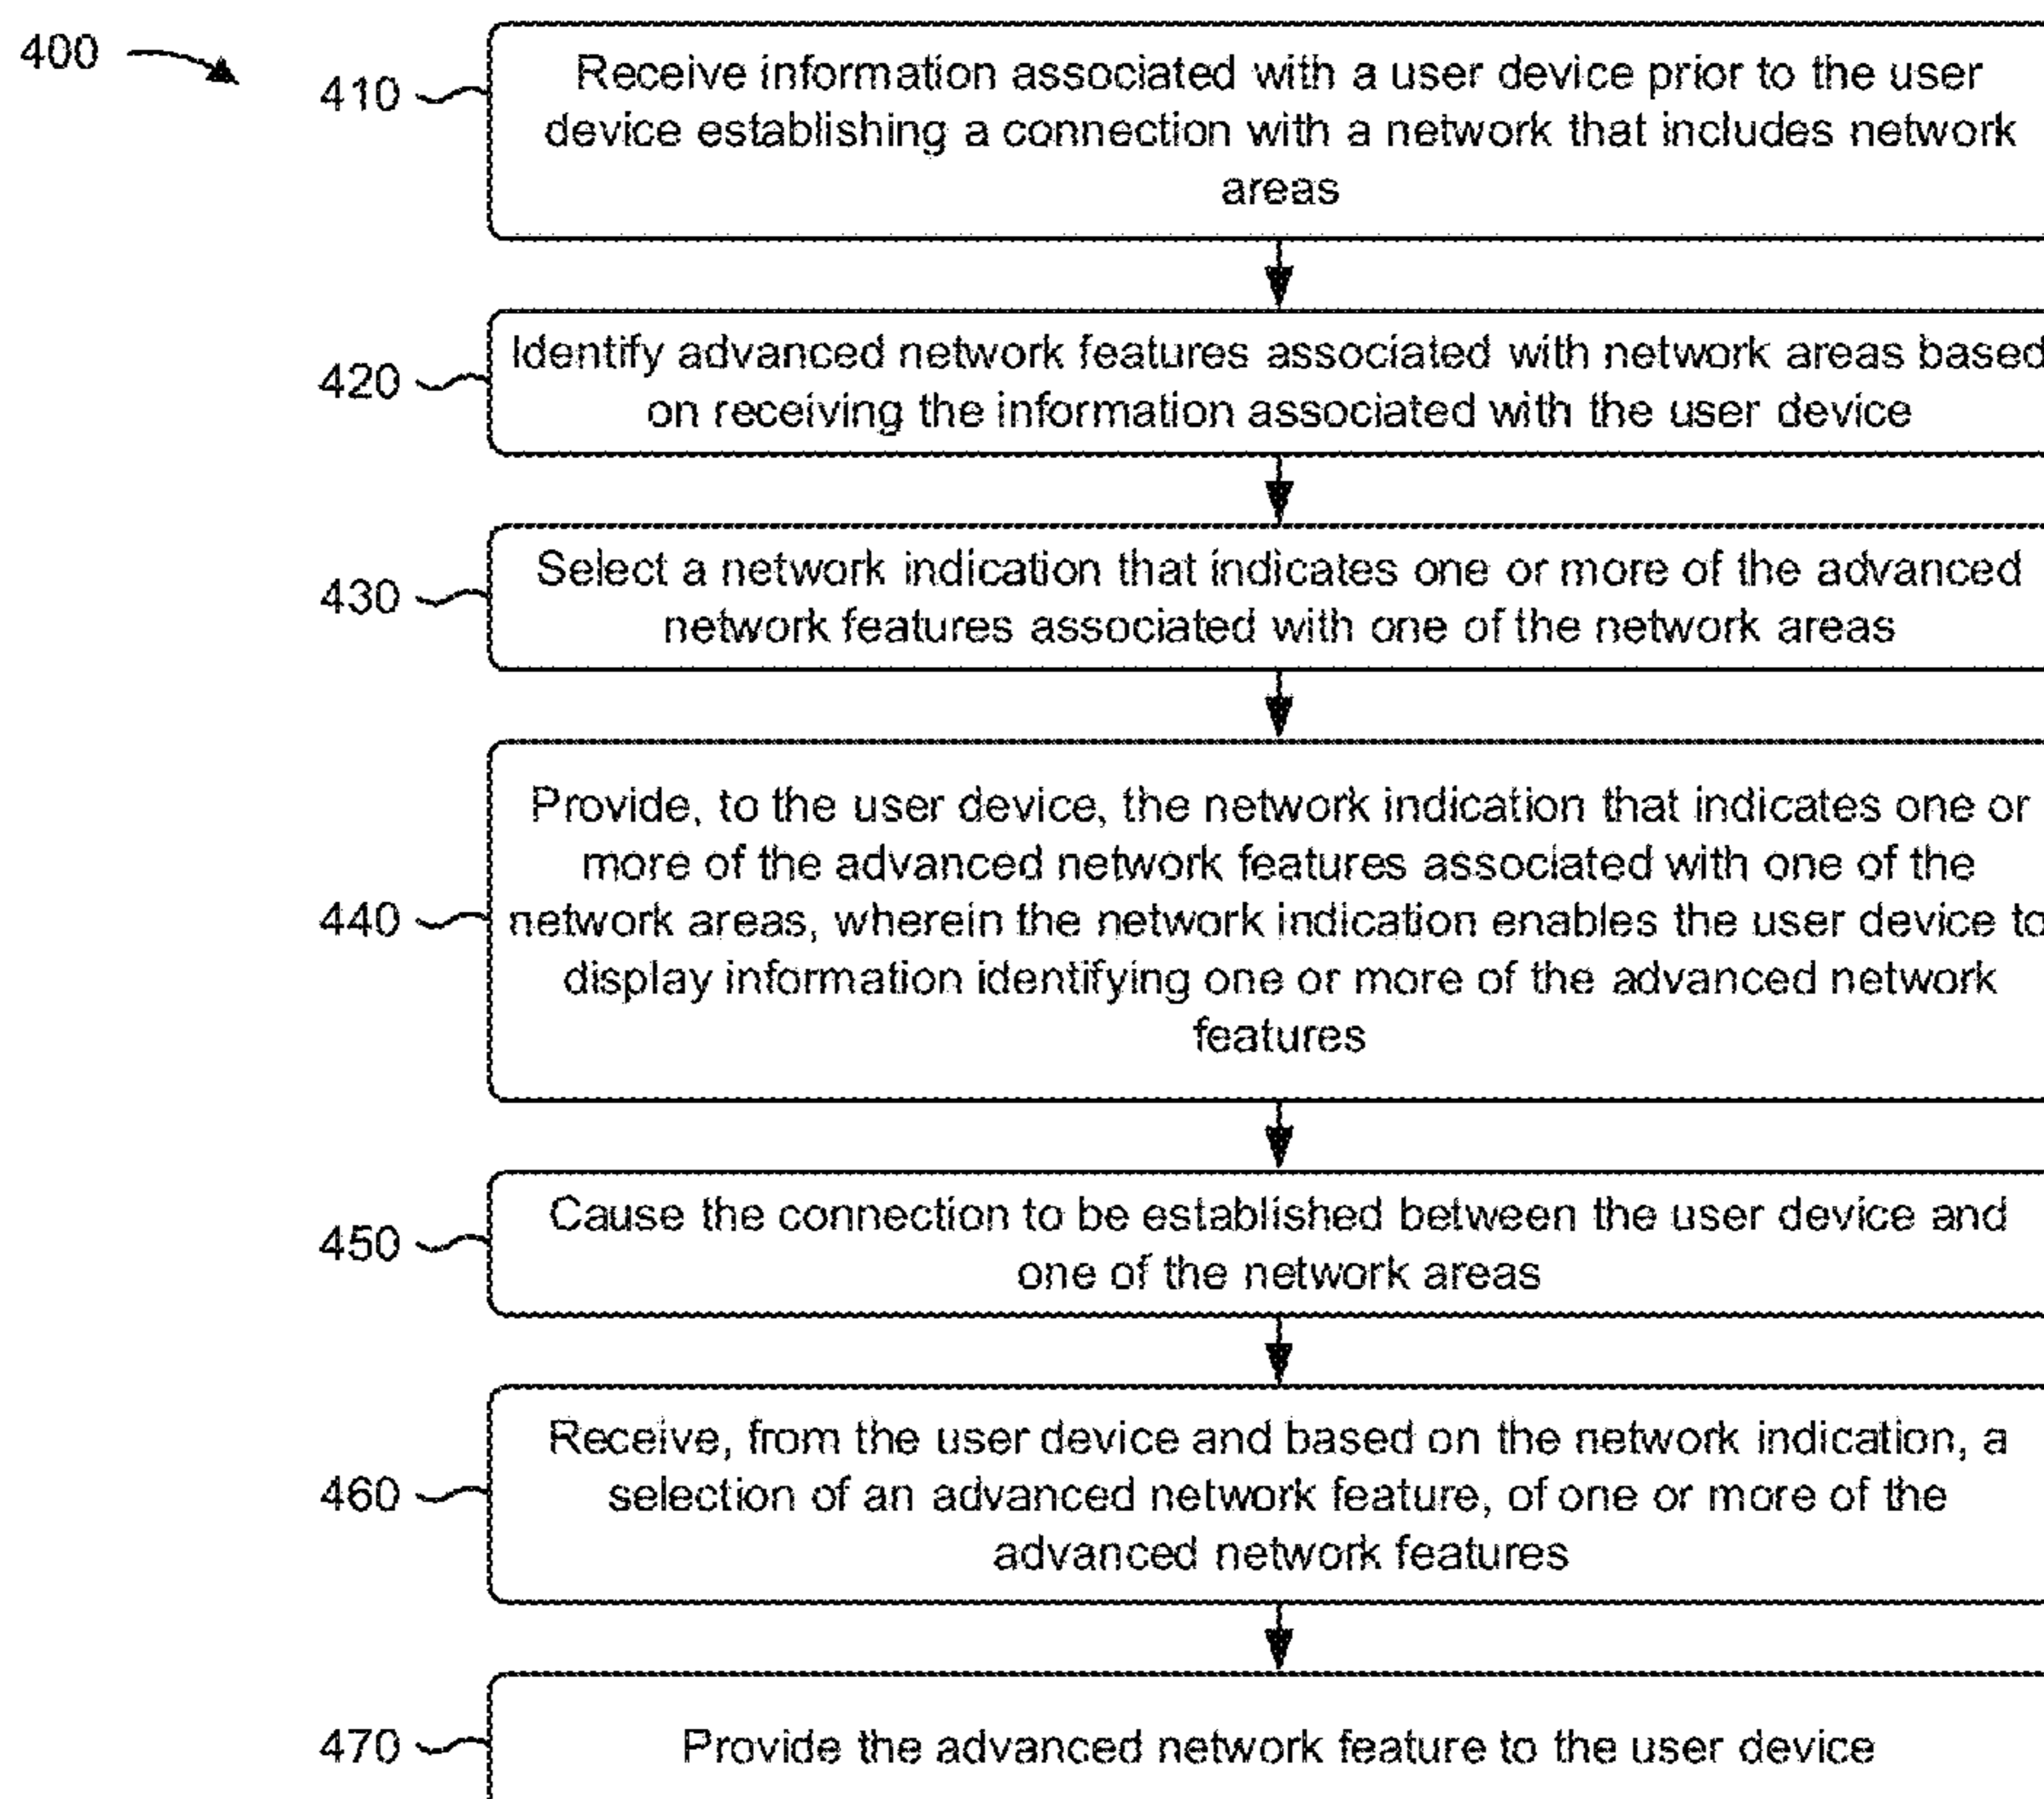 400
410
Receive information associated with a user device prior to the user
device establishing a connection with a network that includes network
areas
420
Identify advanced network features associated with network areas based
on receiving the information associated with the user device
430
Select a network indication that indicates one or more of the advanced
network features associated with one of the network areas
440
Provide, to the user device, the network indication that indicates one or
more of the advanced network features associated with one of the
network areas, wherein the network indication enables the user device to
display information identifying one or more of the advanced network
features
450
Cause the connection to be established between the user device and
one of the network areas
460
Receive, from the user device and based on the network indication, a
selection of an advanced network feature, of one or more of the
advanced network features
470
Provide the advanced network feature to the user device